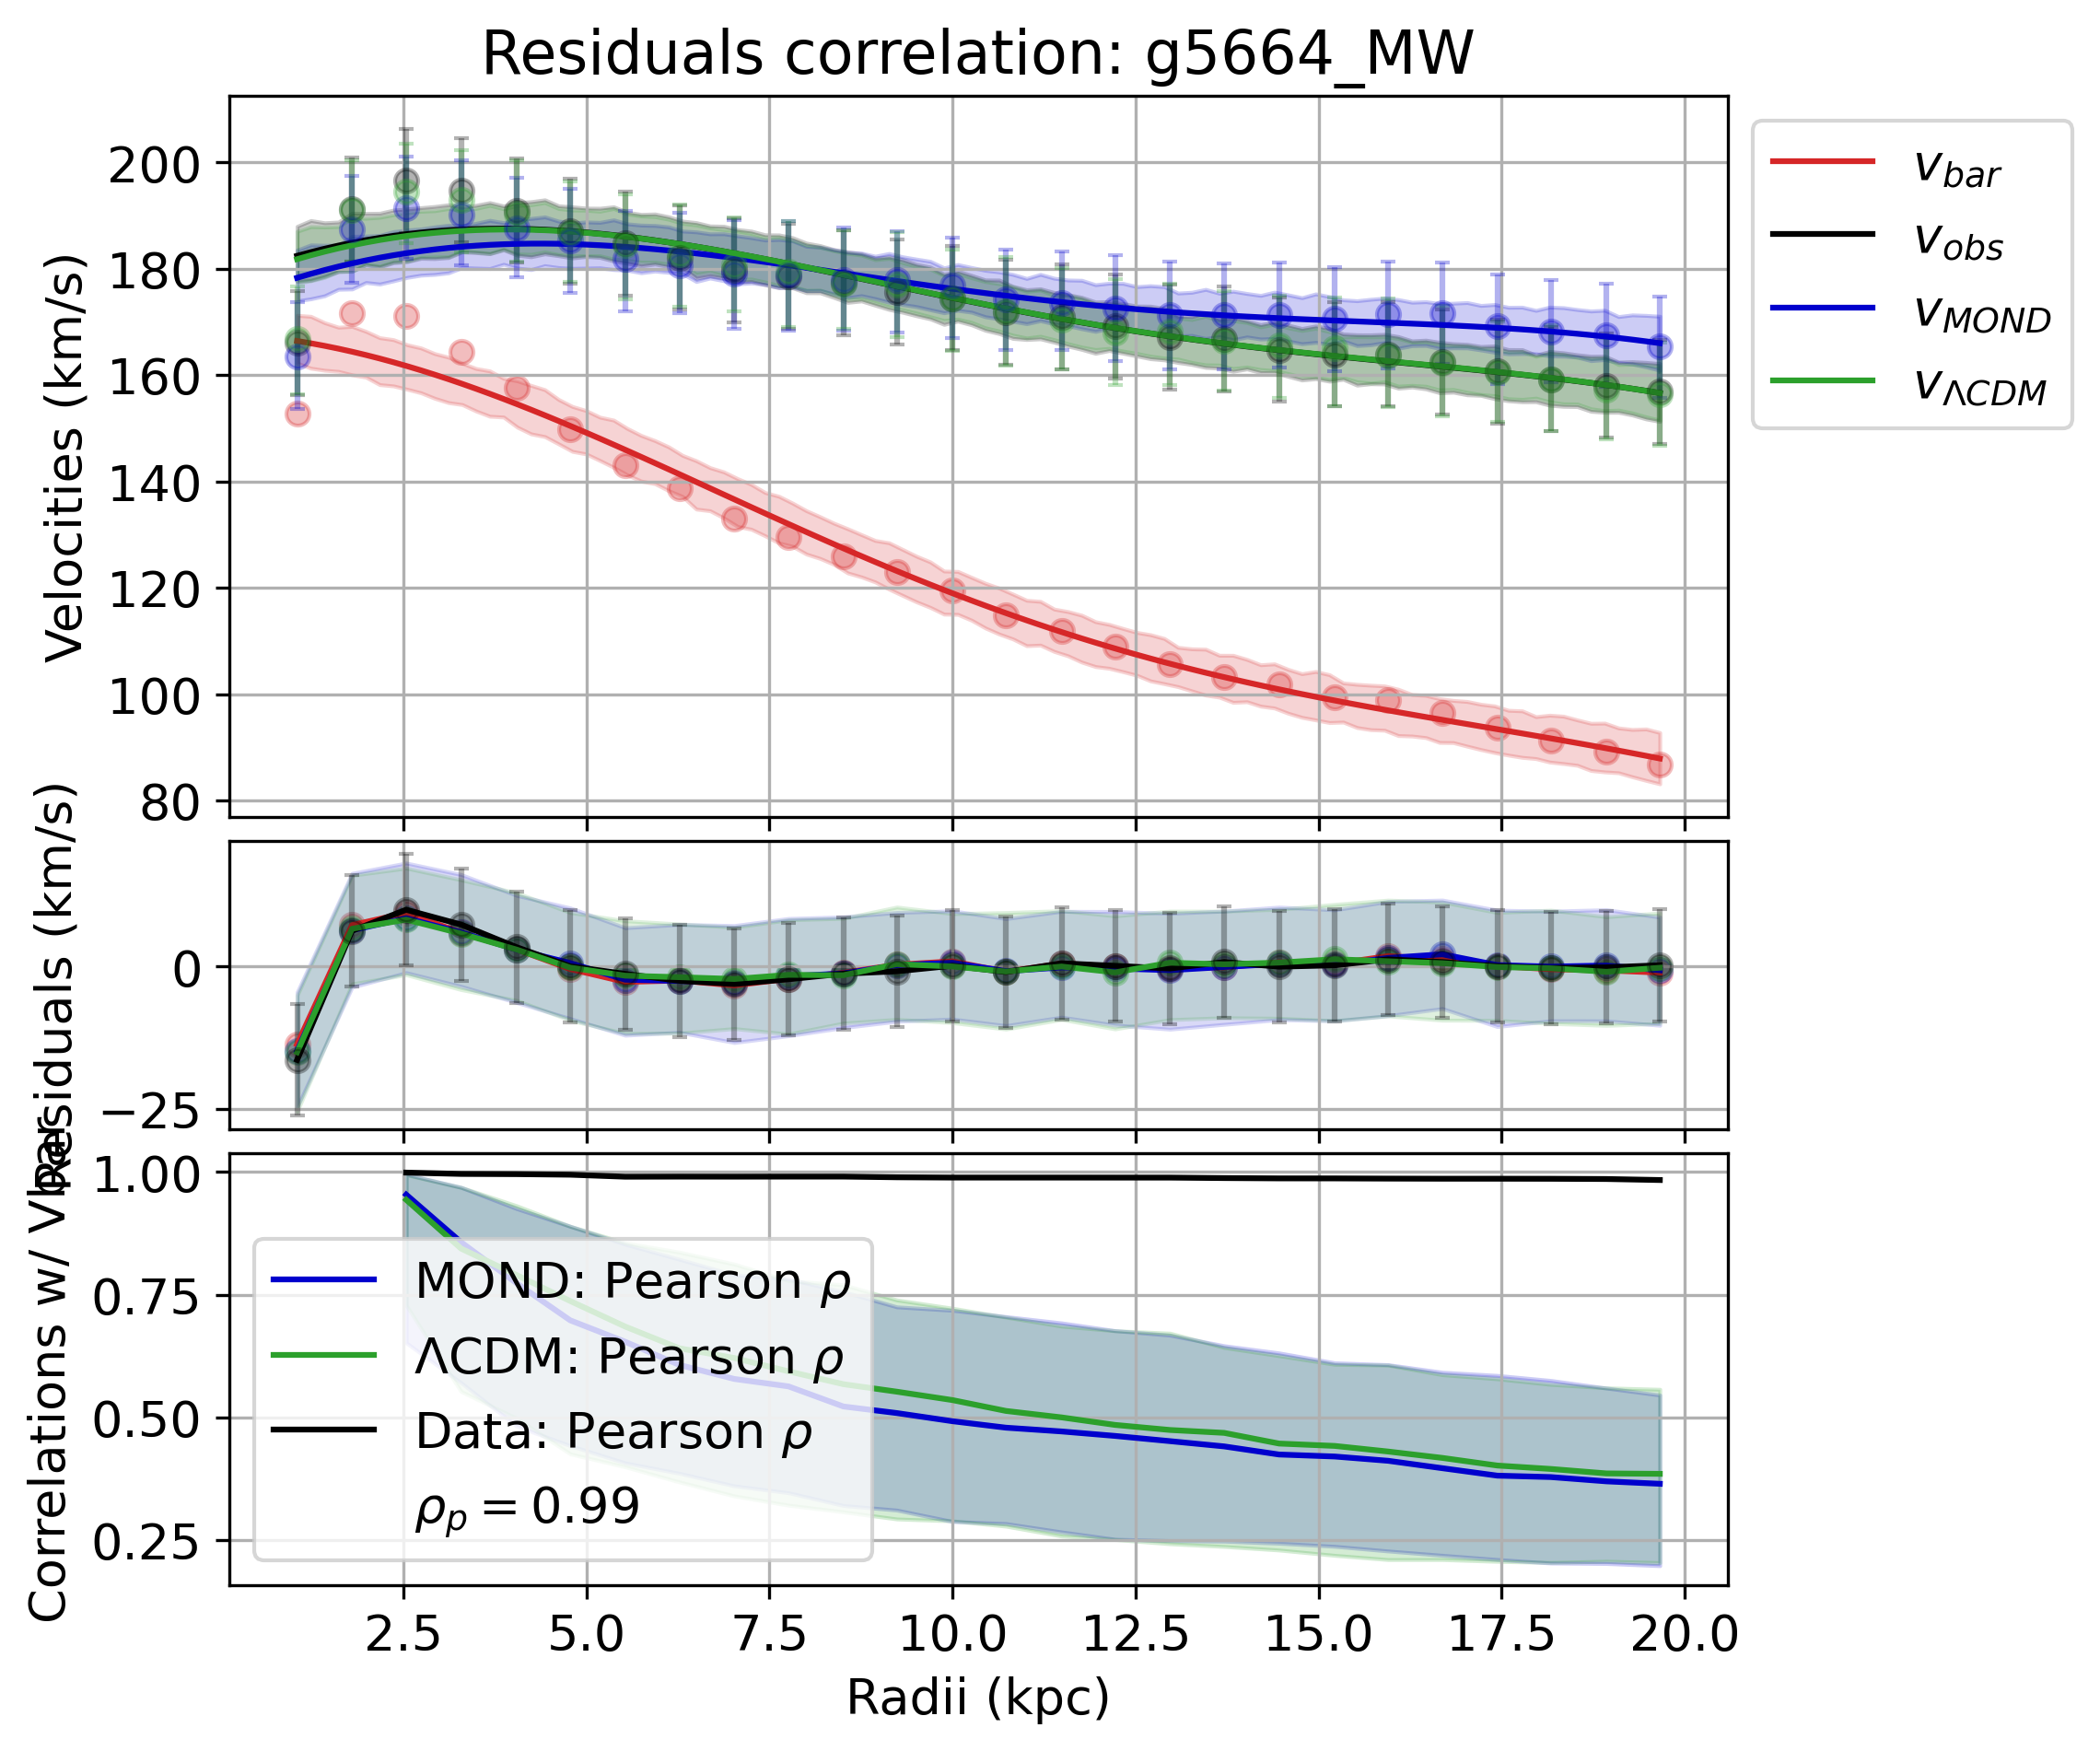 Residuals correlation: g5664_MW
Velocities (km/s)
200
180
160
140
120
100
80
v_bar
v_obs
v_MOND
v_ΛCDM
Residuals (km/s)
0
−25
Correlations w/ Vbar
1.00
0.75
0.50
0.25
MOND: Pearson ρ
ΛCDM: Pearson ρ
Data: Pearson ρ
ρ_p = 0.99
2.5 5.0 7.5 10.0 12.5 15.0 17.5 20.0
Radii (kpc)